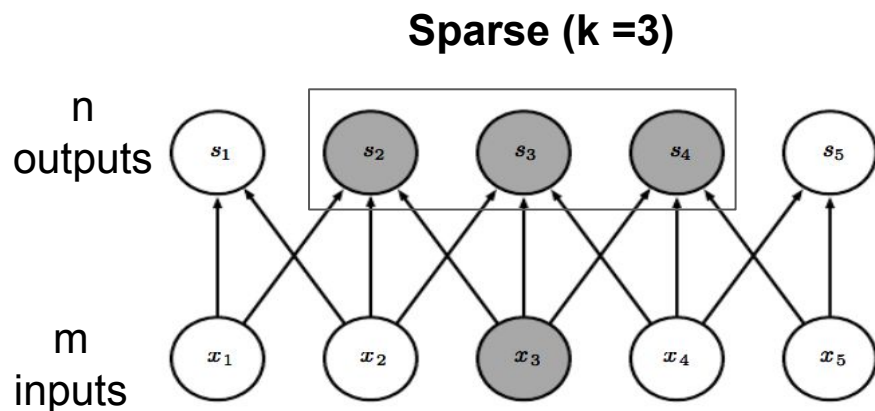 Sparse (k =3)
n
outputs
s1 s2 s3 s4 s5
m
inputs
x1 x2 x3 x4 x5